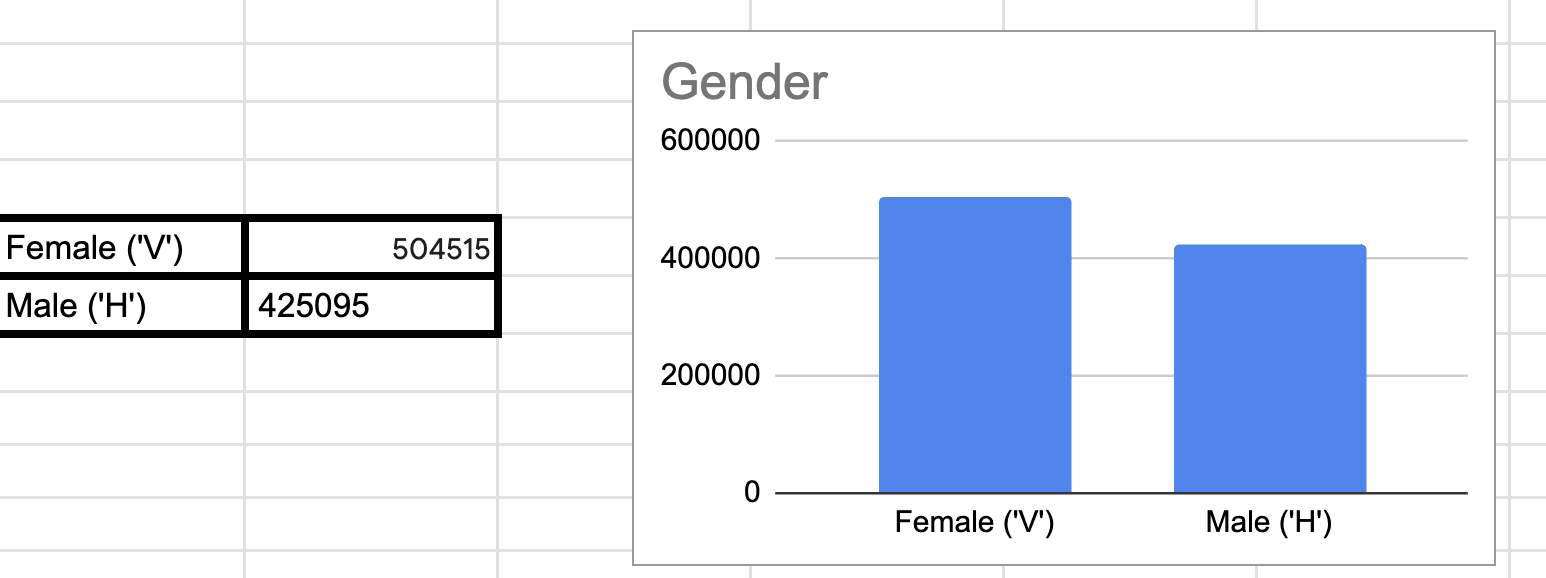 Female ('V') 504515
Male ('H') 425095
Gender
600000
400000
200000
0
Female ('V') Male ('H')